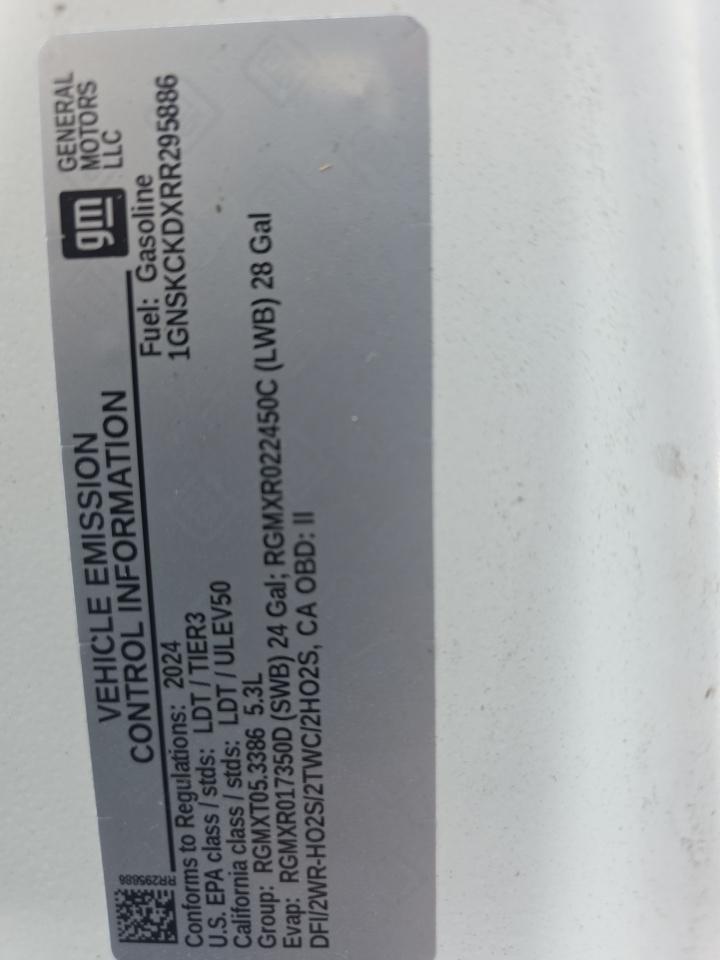 VEHICLE EMISSION
CONTROL INFORMATION
gm
GENERAL
MOTORS
LLC
RR295886
Fuel: Gasoline
1GNSKCKDXRR295886
Conforms to Regulations: 2024
U.S. EPA class / stds: LDT / TIER3
California class / stds: LDT / ULEV50
Group: RGMXT05.3386 5.3L
Evap: RGMXR017350D (SWB) 24 Gal; RGMXR022450C (LWB) 28 Gal
DFI/2WR-HO2S/2TWC/2HO2S, CA OBD: II